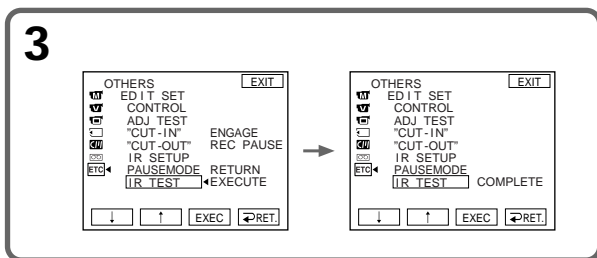 3
OTHERS EXIT
EDIT SET
CONTROL
ADJ TEST
"CUT-IN" ENGAGE
"CUT-OUT" REC PAUSE
IR SETUP
PAUSEMODE RETURN
ETC IR TEST EXECUTE
↓ ↑ EXEC RET.
OTHERS EXIT
EDIT SET
CONTROL
ADJ TEST
"CUT-IN"
"CUT-OUT"
IR SETUP
PAUSEMODE
ETC IR TEST COMPLETE
↓ ↑ EXEC RET.